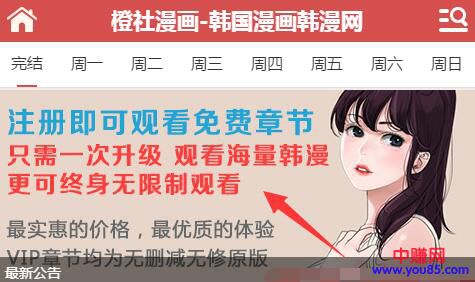 橙社漫画-韩国漫画韩漫网
完结 周一 周二 周三 周四 周五 周六 周日
注册即可观看免费章节
只需一次升级 观看海量韩漫
更可终身无限制观看
最实惠的价格，最优质的体验
VIP章节均为无删减无修原版
中赚网
最新公告
www.you85.com